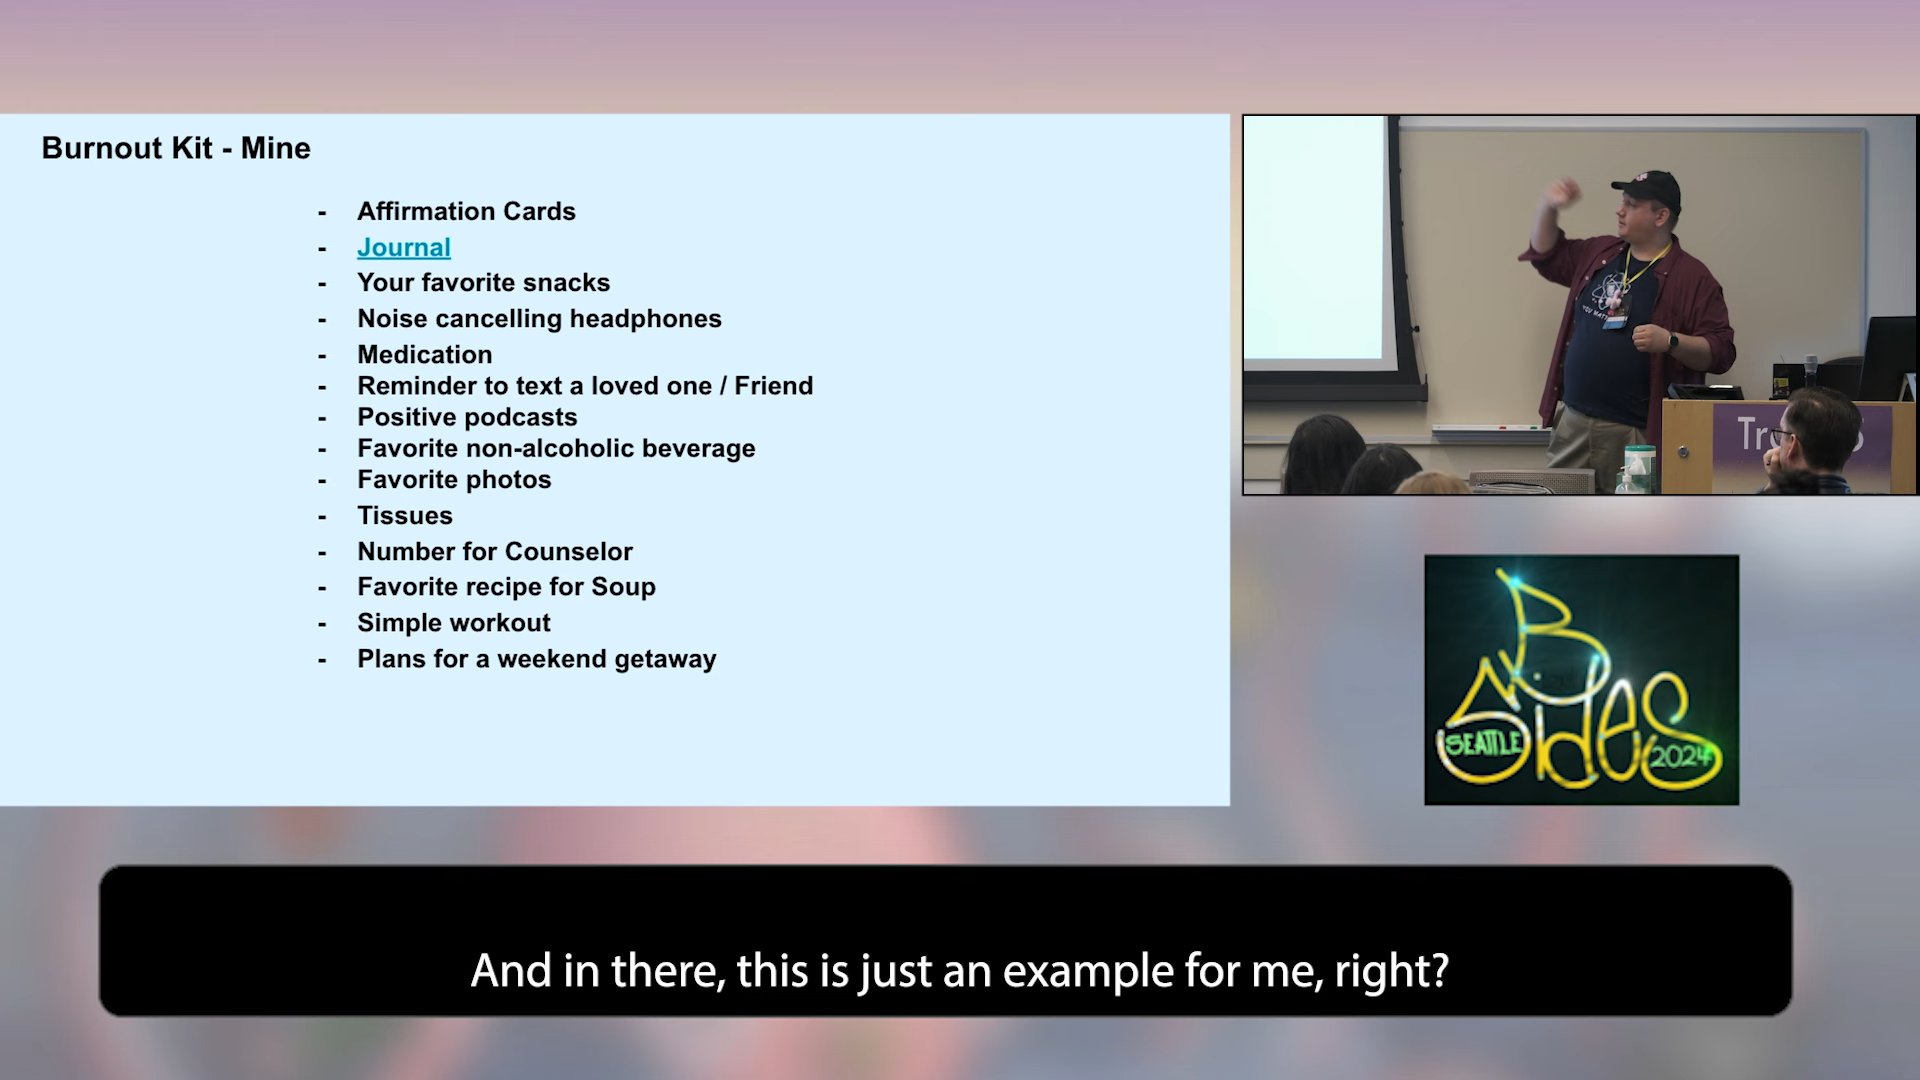 Burnout Kit - Mine
- Affirmation Cards
- Journal
- Your favorite snacks
- Noise cancelling headphones
- Medication
- Reminder to text a loved one / Friend
- Positive podcasts
- Favorite non-alcoholic beverage
- Favorite photos
- Tissues
- Number for Counselor
- Favorite recipe for Soup
- Simple workout
- Plans for a weekend getaway
BSides
SEATTLE
2024
And in there, this is just an example for me, right?